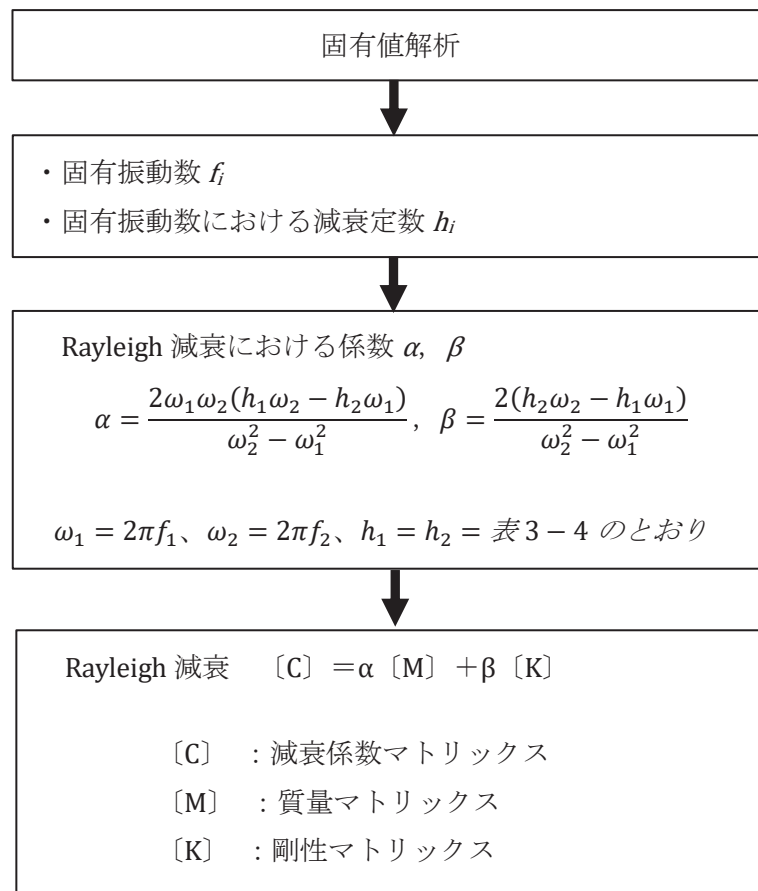 固有値解析
・固有振動数 fᵢ
・固有振動数における減衰定数 hᵢ
Rayleigh 減衰における係数 α, β
α = 2ω₁ω₂(h₁ω₂ − h₂ω₁) / (ω₂² − ω₁²) , β = 2(h₂ω₂ − h₁ω₁) / (ω₂² − ω₁²)
ω₁ = 2πf₁、ω₂ = 2πf₂、h₁ = h₂ = 表 3 − 4 のとおり
Rayleigh 減衰 〔C〕=α〔M〕+β〔K〕
〔C〕 :減衰係数マトリックス
〔M〕 :質量マトリックス
〔K〕 :剛性マトリックス